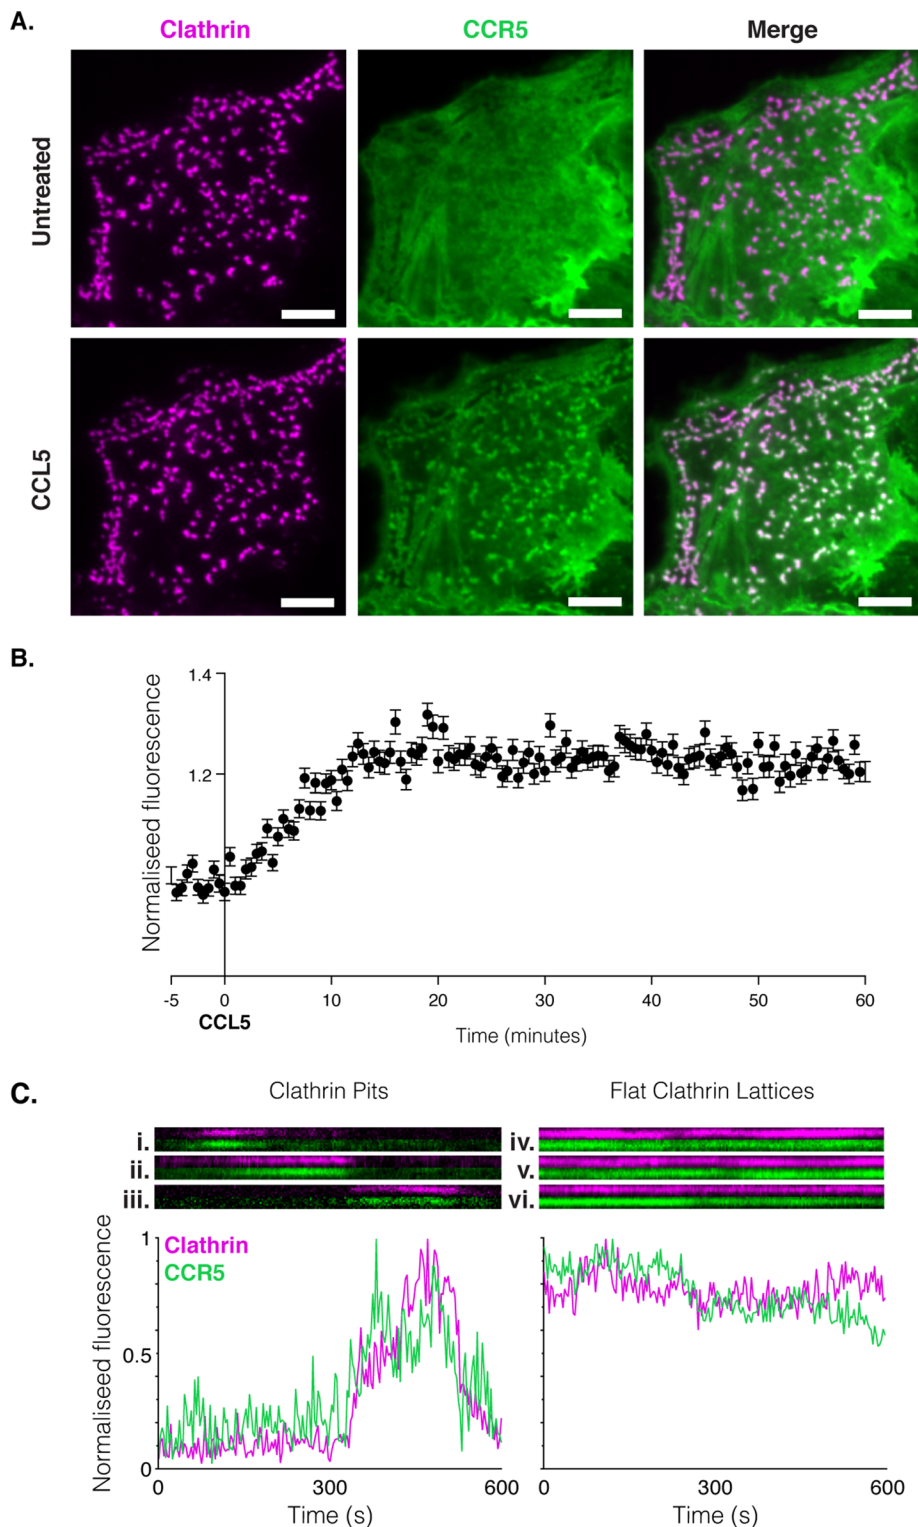 A.
Clathrin CCR5 Merge
Untreated
CCL5
B.
Normaliseed fluorescence
1.4
1.2
-5 0 10 20 30 40 50 60
CCL5
Time (minutes)
C.
Clathrin Pits Flat Clathrin Lattices
i. iv.
ii. v.
iii. vi.
Normaliseed fluorescence
1
Clathrin
CCR5
0.5
0
0 300 600 0 300 600
Time (s) Time (s)